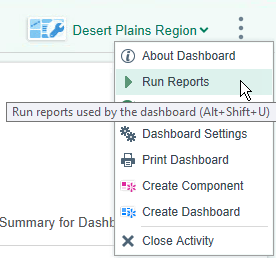 Desert Plains Region
About Dashboard
Run Reports
Run reports used by the dashboard (Alt+Shift+U)
Dashboard Settings
Print Dashboard
Summary for Dashb
Create Component
Create Dashboard
Close Activity